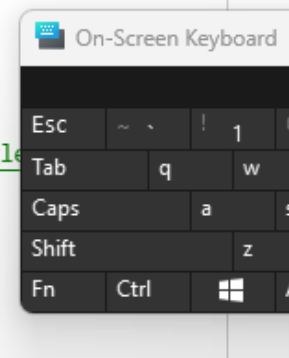 On-Screen Keyboard
Esc ~ ` ! 1
Tab q w
Caps a
Shift z
Fn Ctrl